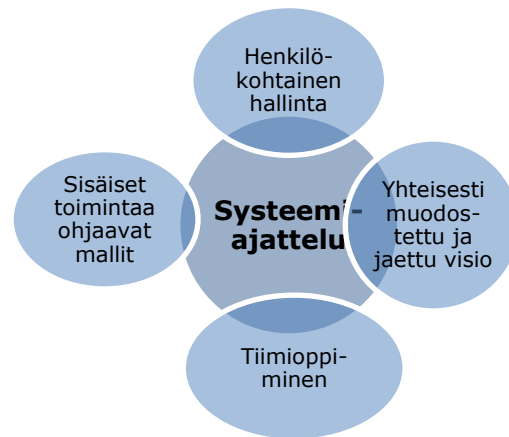 Henkilö-
kohtainen
hallinta
Sisäiset
toimintaa
ohjaavat
mallit
Systeemi-
ajattelu
Yhteisesti
muodos-
tettu ja
jaettu visio
Tiimioppi-
minen